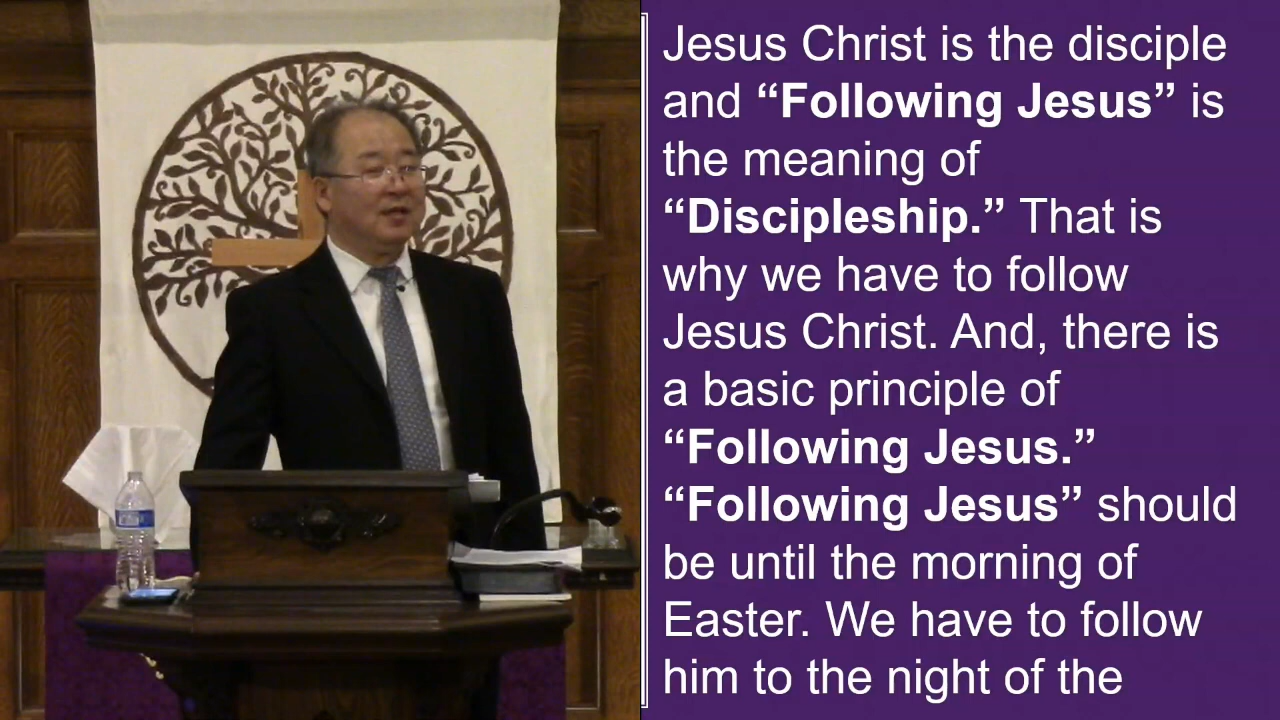 Jesus Christ is the disciple
and “Following Jesus” is
the meaning of
“Discipleship.” That is
why we have to follow
Jesus Christ. And, there is
a basic principle of
“Following Jesus.”
“Following Jesus” should
be until the morning of
Easter. We have to follow
him to the night of the